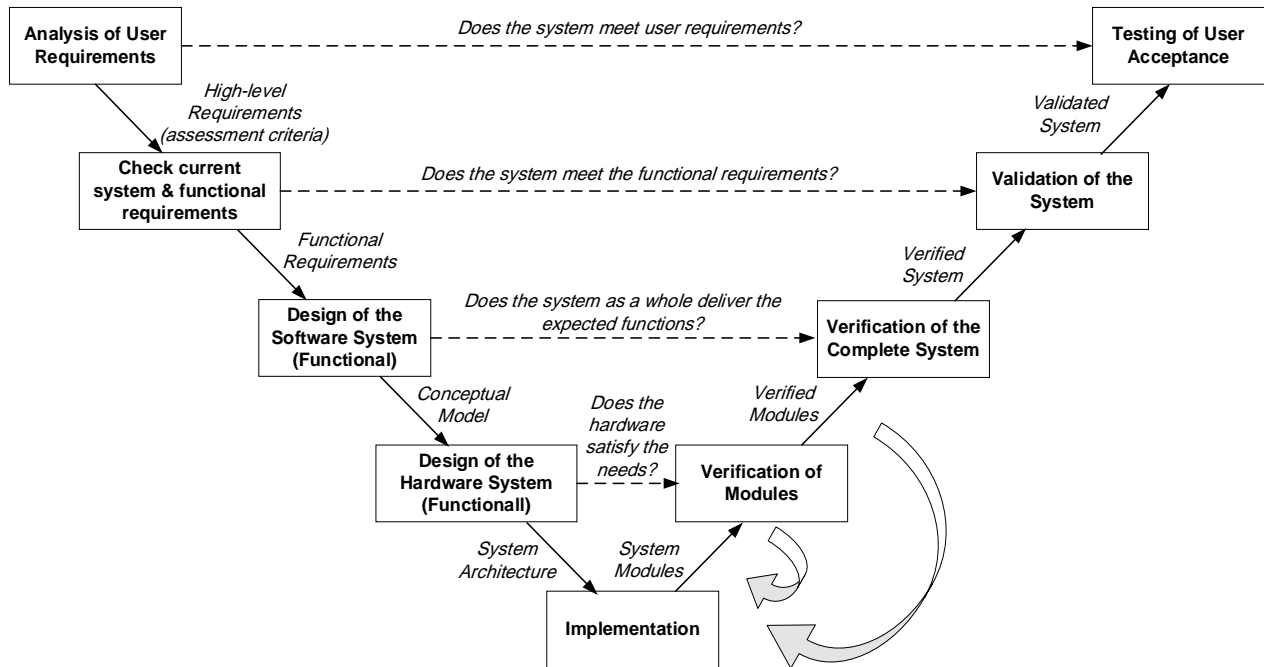 Analysis of User
Requirements
Does the system meet user requirements?
Testing of User
Acceptance
High-level
Requirements
(assessment criteria)
Validated
System
Check current
system & functional
requirements
Does the system meet the functional requirements?
Validation of the
System
Functional
Requirements
Verified
System
Design of the
Software System
(Functional)
Does the system as a whole deliver the
expected functions?
Verification of the
Complete System
Conceptual
Model
Does the
hardware
satisfy the
needs?
Verified
Modules
Design of the
Hardware System
(Functionall)
Verification of
Modules
System
Architecture
System
Modules
Implementation